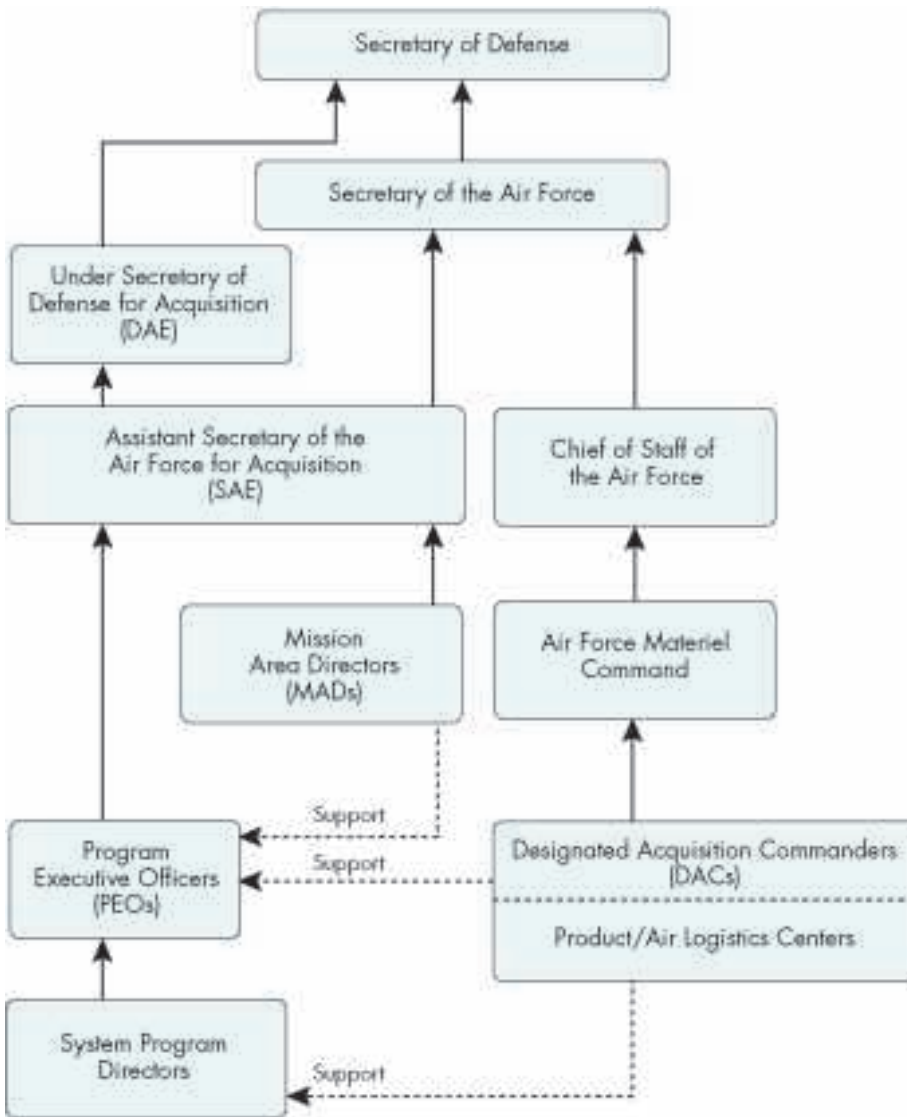 Secretary of Defense
Secretary of the Air Force
Under Secretary of
Defense for Acquisition
(DAE)
Assistant Secretary of the
Air Force for Acquisition
(SAE)
Chief of Staff of
the Air Force
Mission
Area Directors
(MADs)
Air Force Materiel
Command
Support
Program
Executive Officers
(PEOs)
Support
Designated Acquisition Commanders
(DACs)
Product/Air Logistics Centers
System Program
Directors
Support